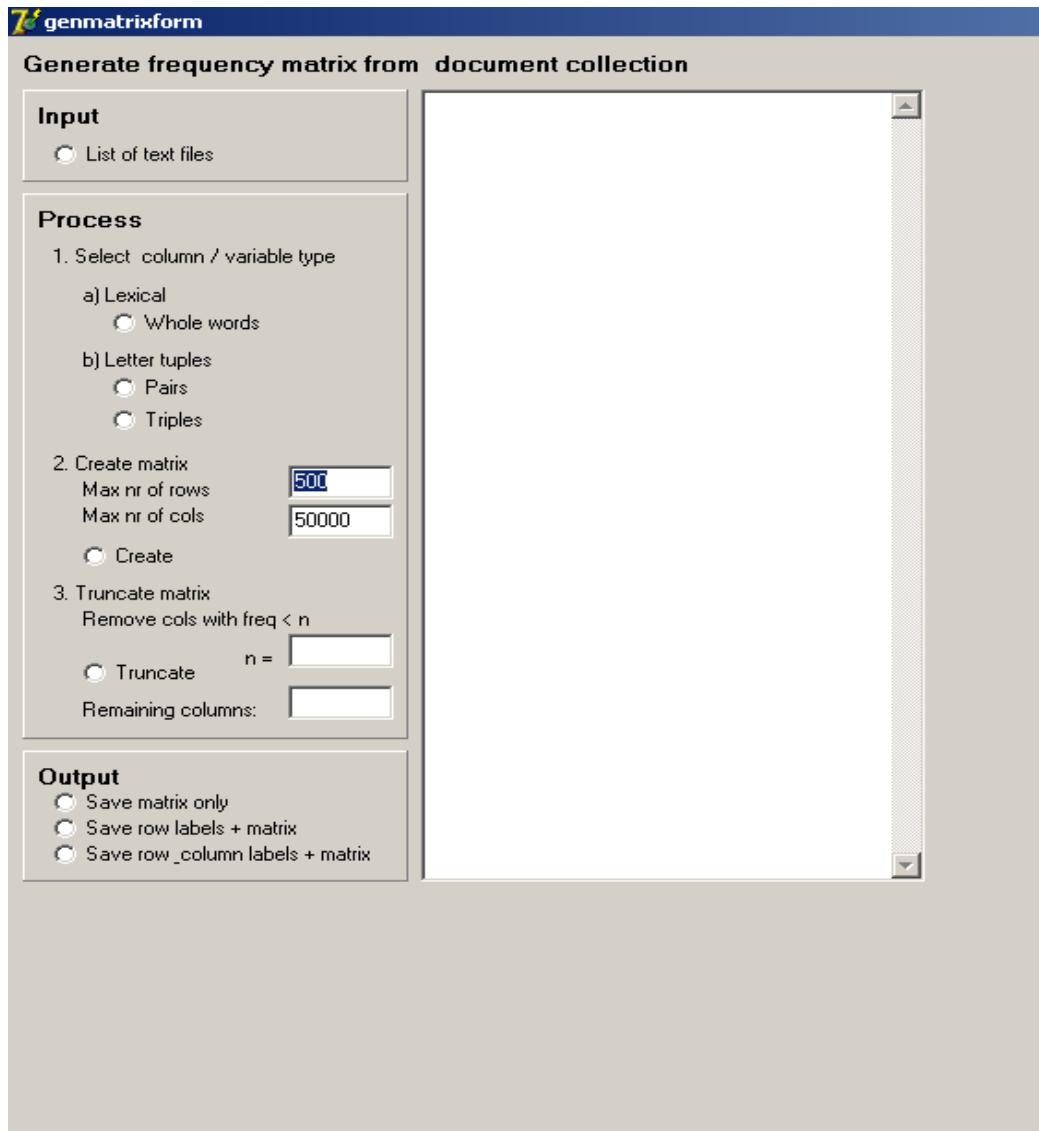 genmatrixform
Generate frequency matrix from document collection
Input
List of text files
Process
1. Select column / variable type
a) Lexical
Whole words
b) Letter tuples
Pairs
Triples
2. Create matrix
Max nr of rows 500
Max nr of cols 50000
Create
3. Truncate matrix
Remove cols with freq < n
n =
Truncate
Remaining columns:
Output
Save matrix only
Save row labels + matrix
Save row _column labels + matrix